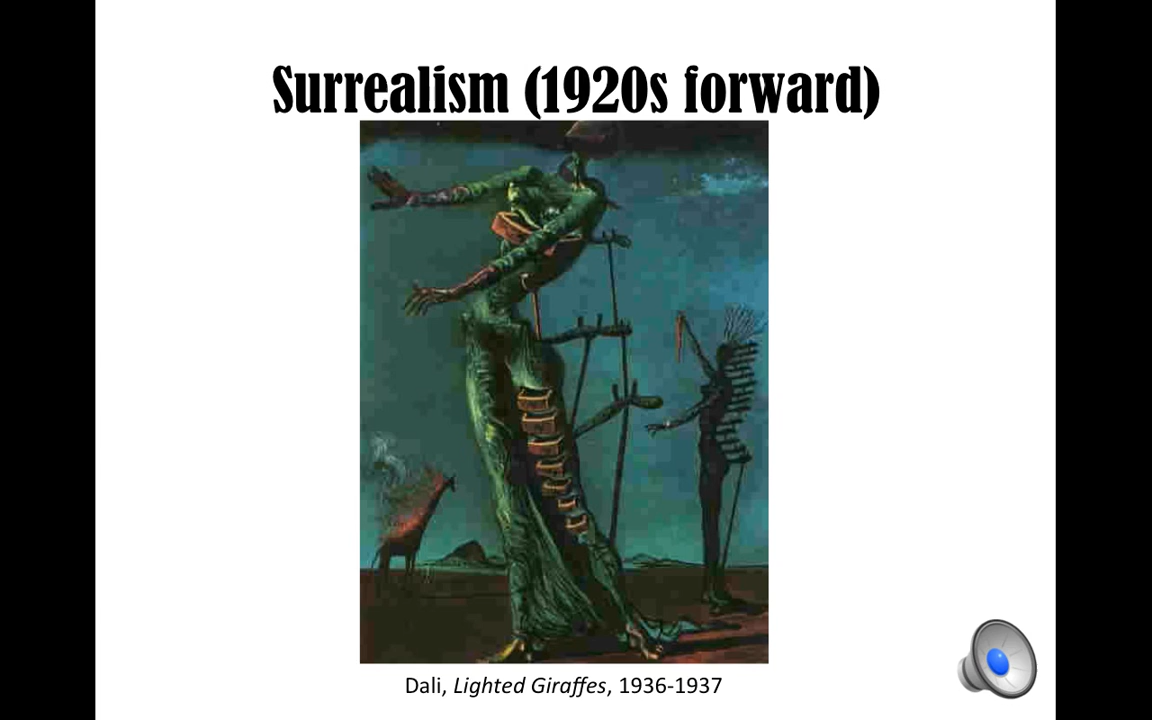 Surrealism (1920s forward)
Dali, Lighted Giraffes, 1936-1937